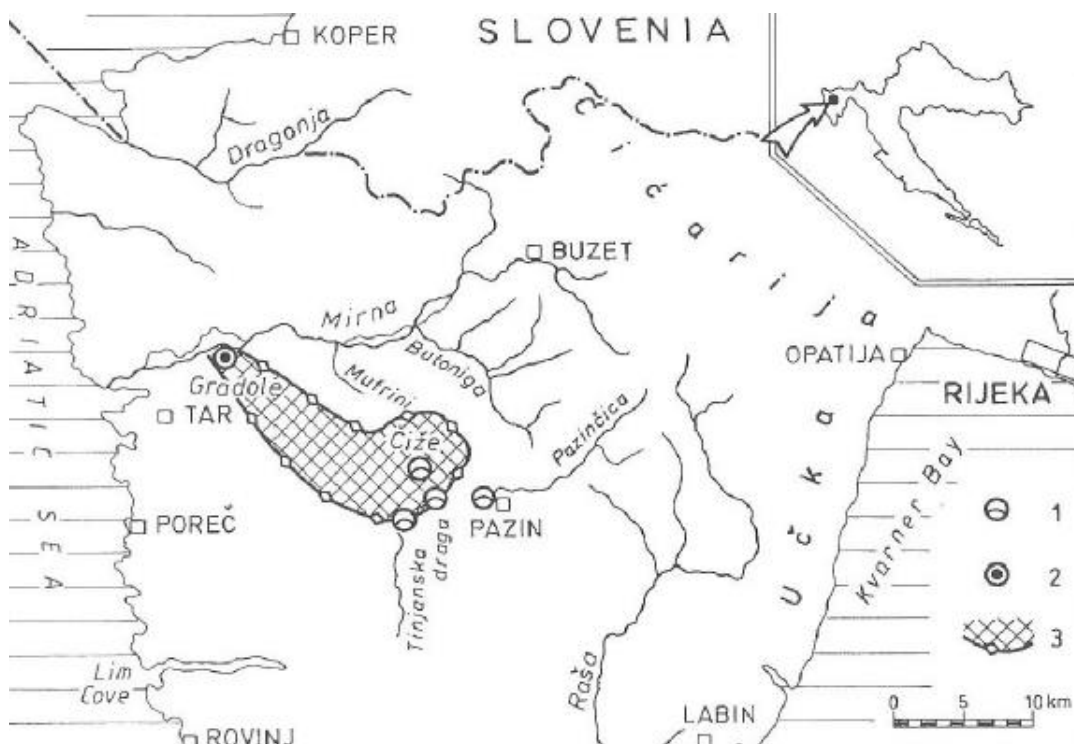 SLOVENIA
KOPER
Dragonja
Ćićarija
BUZET
ADRIATIC SEA
Mirna
Butoniga
OPATIJA
Gradole
Mufrini
RIJEKA
TAR
Čiže
Pazinčica
Učka
Kvarner Bay
POREČ
PAZIN
Tinjanska draga
1
2
3
Lim
Cove
Raša
0 5 10 km
LABIN
ROVINJ